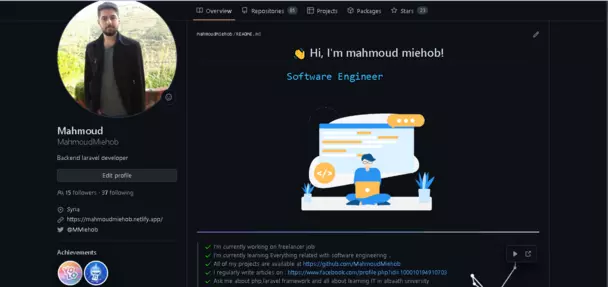 Overview
Repositories 61
Projects
Packages
Stars 23
MahmoudMiehob/README.md
Hi, I'm mahmoud miehob!
Software Engineer
Mahmoud
MahmoudMiehob
Backend laravel developer
Edit profile
15 followers · 37 following
Syria
https://mahmoudmiehob.netlify.app/
@MMiehob
Achievements
I'm currently working on freelancer job
I'm currently learning Everything related with software engineering .
All of my projects are available at https://github.com/MahmoudMiehob
I regularly write articles on : https://www.facebook.com/profile.php?id=100010194910703
Ask me about php,laravel framework and all about learning IT in albaath university